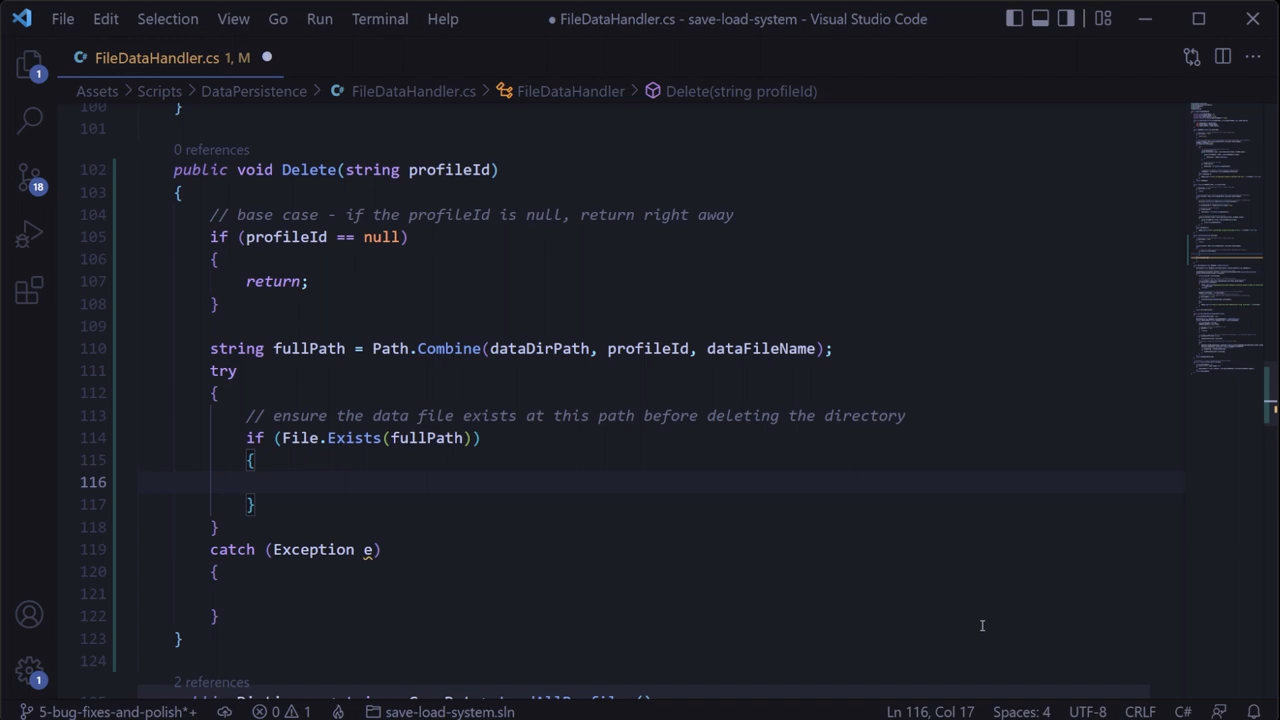 File Edit Selection View Go Run Terminal Help ● FileDataHandler.cs - save-load-system - Visual Studio Code
FileDataHandler.cs 1, M
Assets > Scripts > DataPersistence > FileDataHandler.cs > FileDataHandler > Delete(string profileId)
100 }
101
0 references
102 public void Delete(string profileId)
103 {
104 // base case - if the profileId is null, return right away
105 if (profileId == null)
106 {
107 return;
108 }
109
110 string fullPath = Path.Combine(dataDirPath, profileId, dataFileName);
111 try
112 {
113 // ensure the data file exists at this path before deleting the directory
114 if (File.Exists(fullPath))
115 {
116
117 }
118 }
119 catch (Exception e)
120 {
121
122 }
123 }
124
2 references
1
18
1
5-bug-fixes-and-polish*+ 0 1 save-load-system.sln Ln 116, Col 17 Spaces: 4 UTF-8 CRLF C#